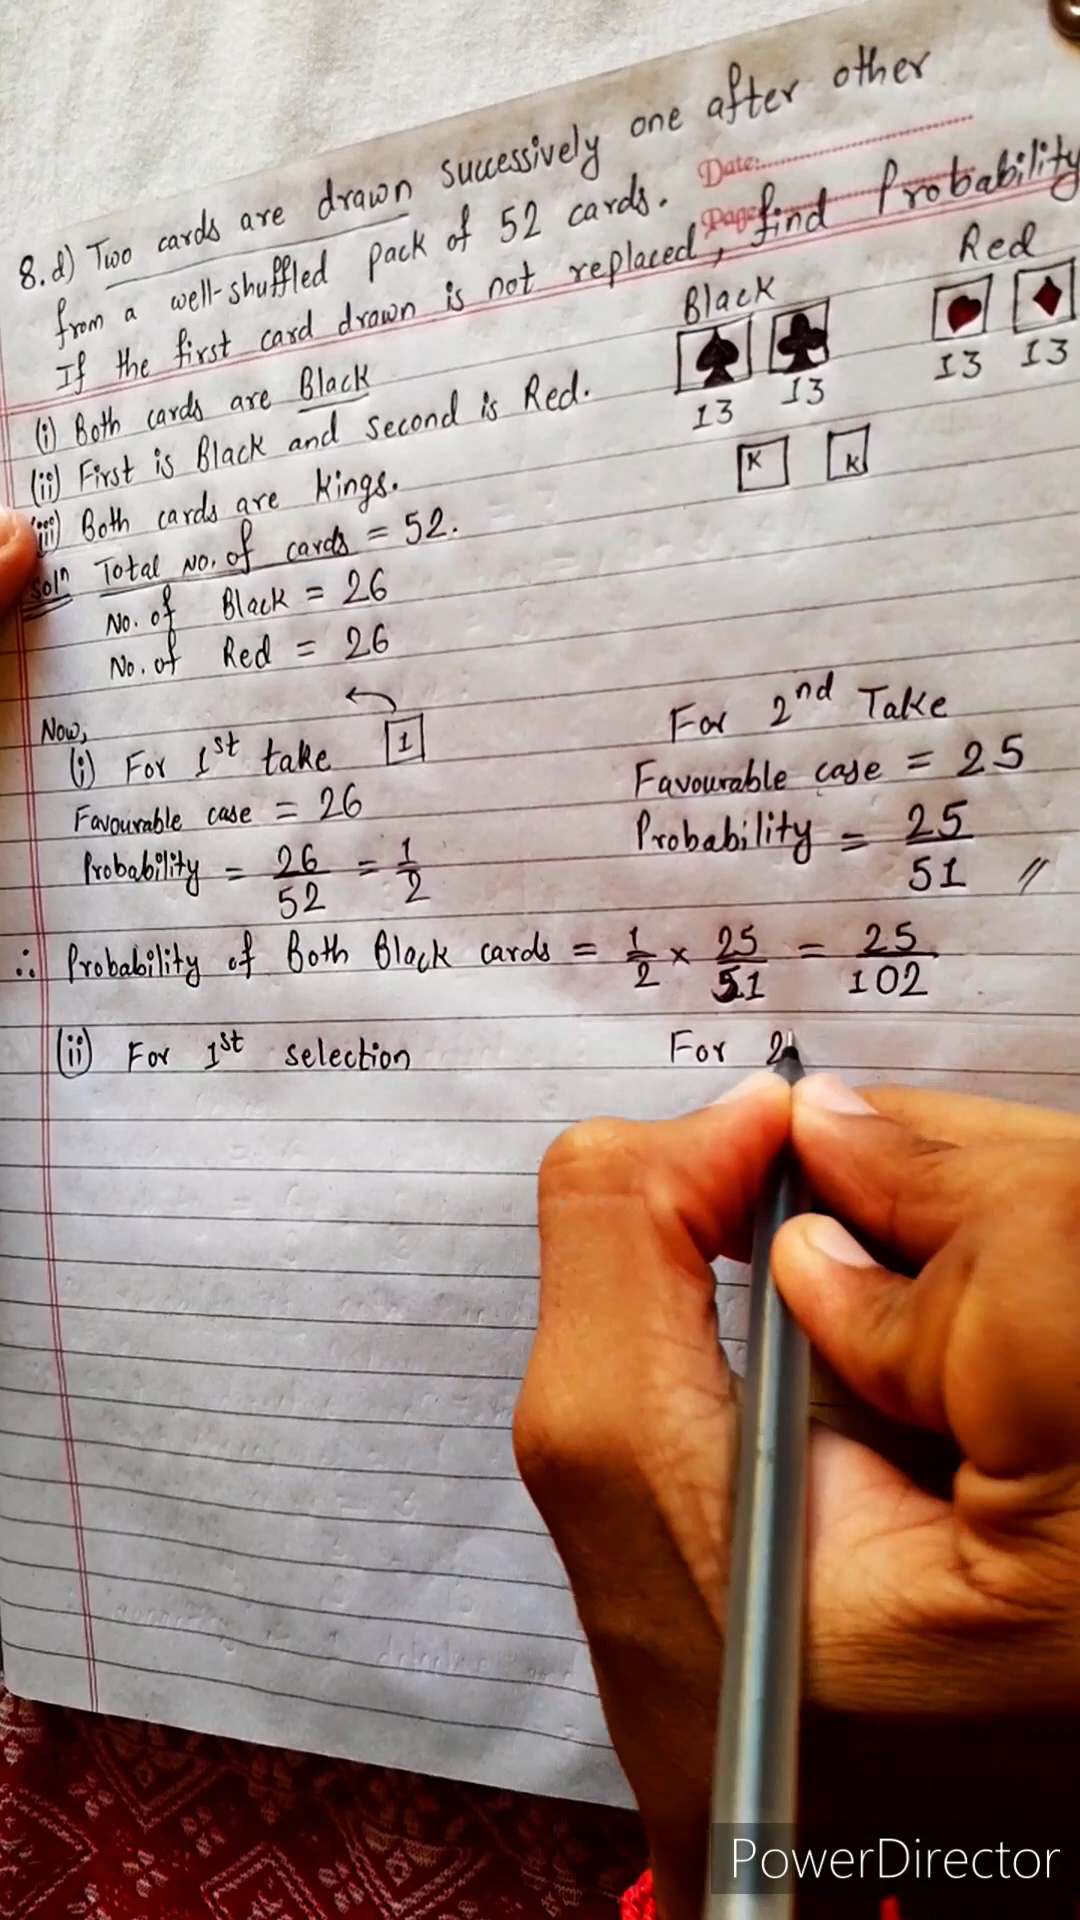 8.d) Two cards are drawn successively one after other
from a well-shuffled pack of 52 cards.
If the first card drawn is not replaced, find Probability
Date:
Page:
(i) Both cards are Black
(ii) First is Black and second is Red.
(iii) Both cards are kings.
Black
13 13
Red
13 13
K K
Soln Total No. of cards = 52.
No. of Black = 26
No. of Red = 26
Now,
(i) For 1st take 1
Favourable case = 26
Probability = 26/52 = 1/2
For 2nd Take
Favourable case = 25
Probability = 25/51 //
∴ Probability of Both Black cards = 1/2 × 25/51 = 25/102
(ii) For 1st selection For 2
PowerDirector